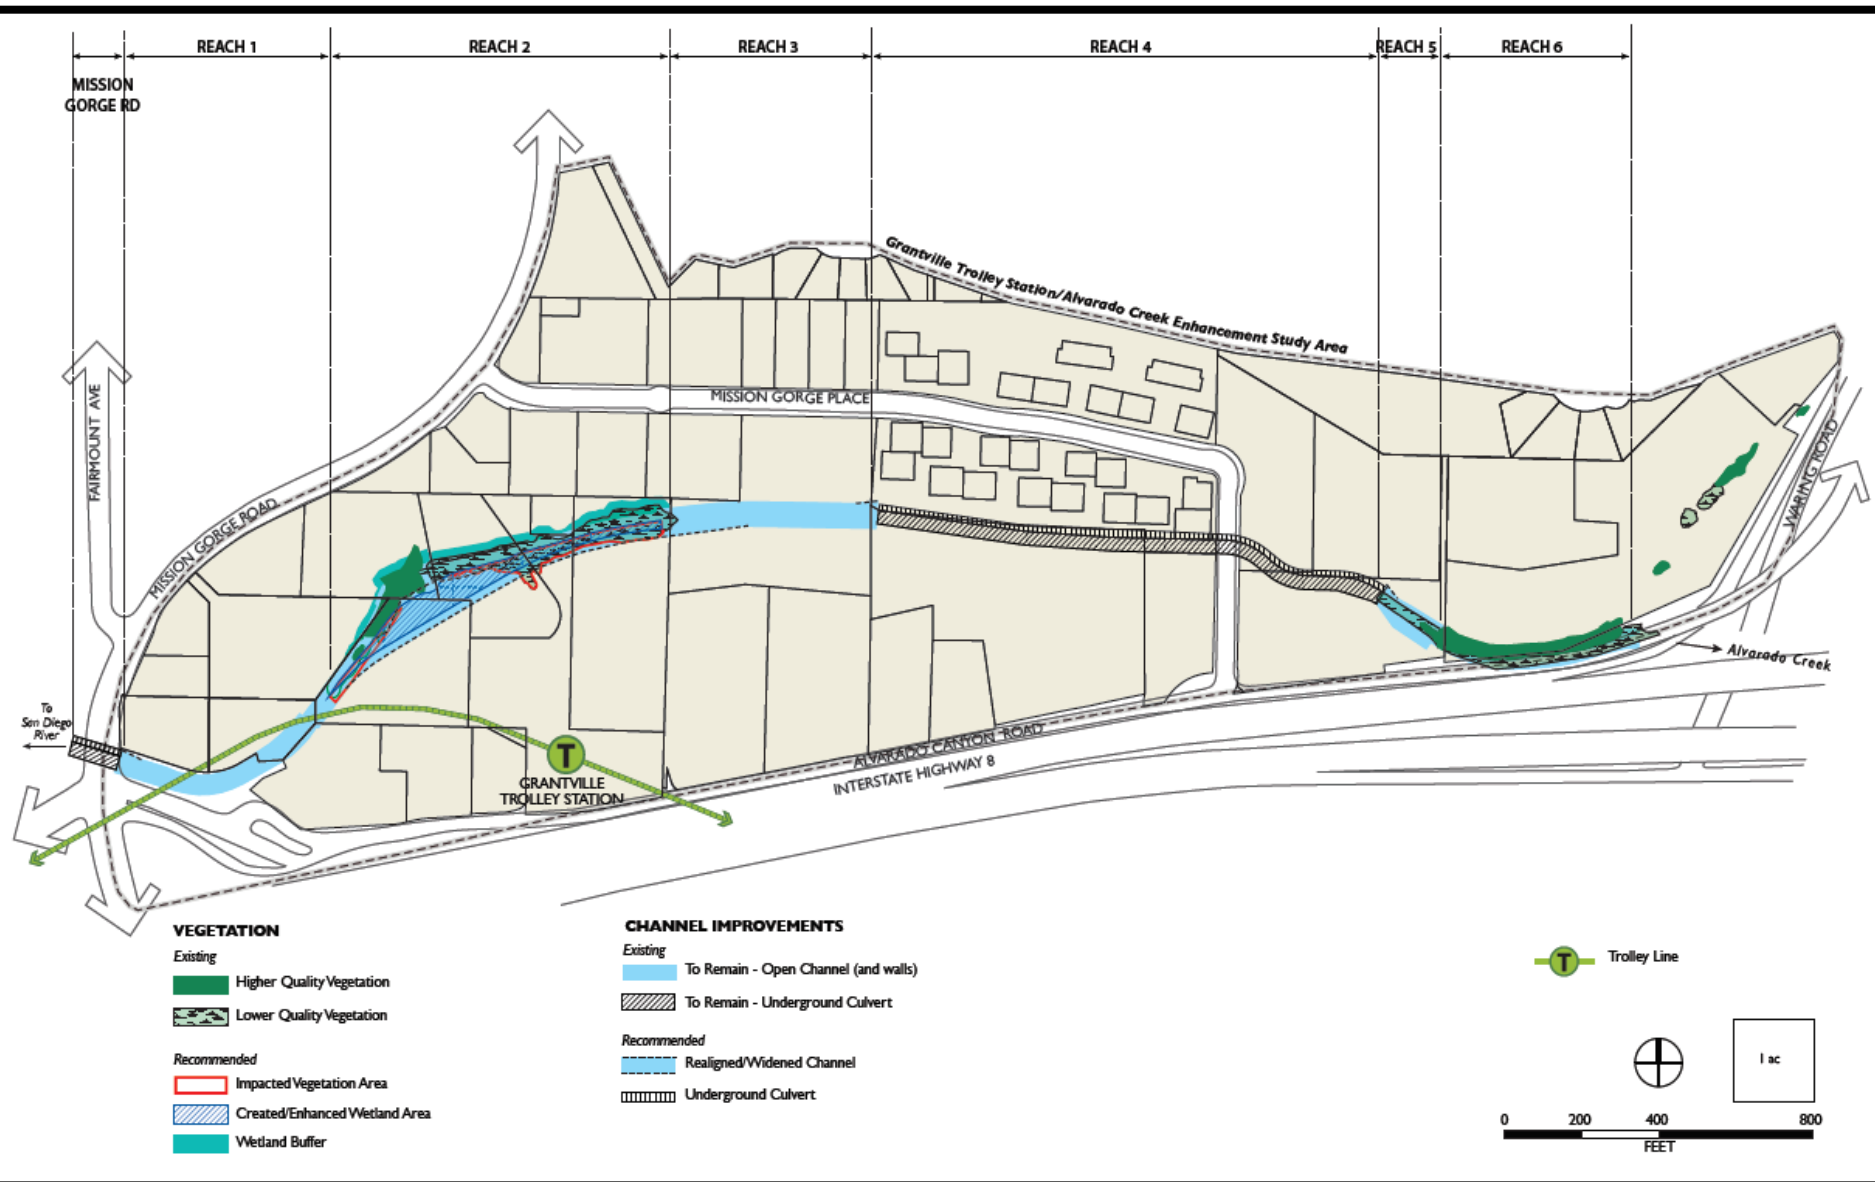 REACH 1
REACH 2
REACH 3
REACH 4
REACH 5
REACH 6
MISSION
GORGE RD
Grantville Trolley Station/Alvarado Creek Enhancement Study Area
FAIRMOUNT AVE
MISSION GORGE PLACE
MISSION GORGE ROAD
WARING ROAD
Alvarado Creek
To
San Diego
River
T
GRANTVILLE
TROLLEY STATION
ALVARADO CANYON ROAD
INTERSTATE HIGHWAY 8
VEGETATION
Existing
Higher Quality Vegetation
Lower Quality Vegetation
Recommended
Impacted Vegetation Area
Created/Enhanced Wetland Area
Wetland Buffer
CHANNEL IMPROVEMENTS
Existing
To Remain - Open Channel (and walls)
To Remain - Underground Culvert
Recommended
Realigned/Widened Channel
Underground Culvert
T Trolley Line
1 ac
0 200 400 800
FEET